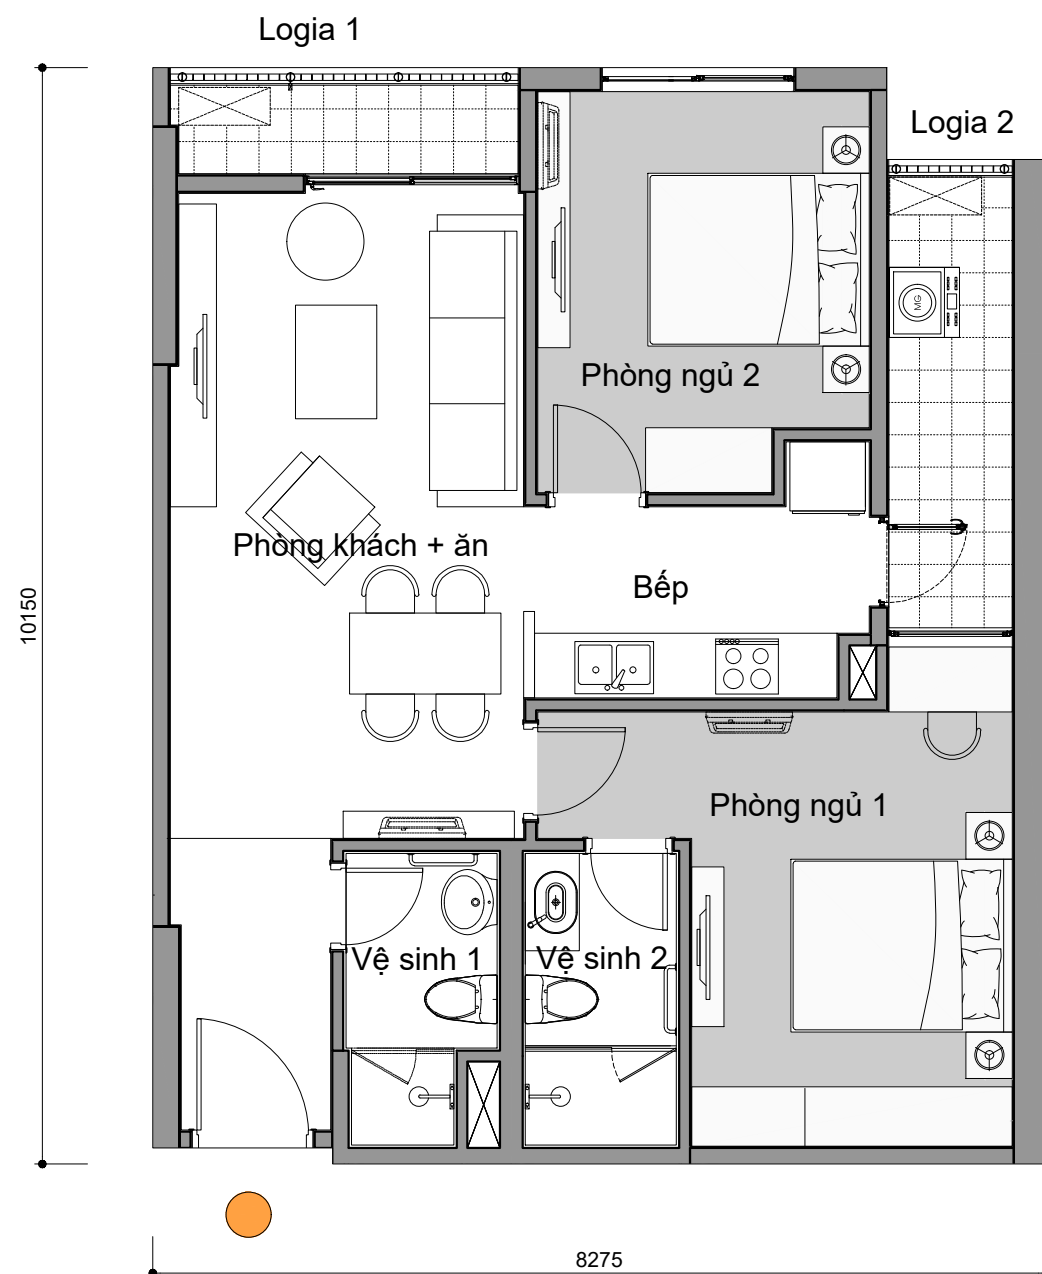 Logia 1
Logia 2
MG
Phòng ngủ 2
Phòng khách + ăn
Bếp
10150
Phòng ngủ 1
Vệ sinh 1
Vệ sinh 2
8275